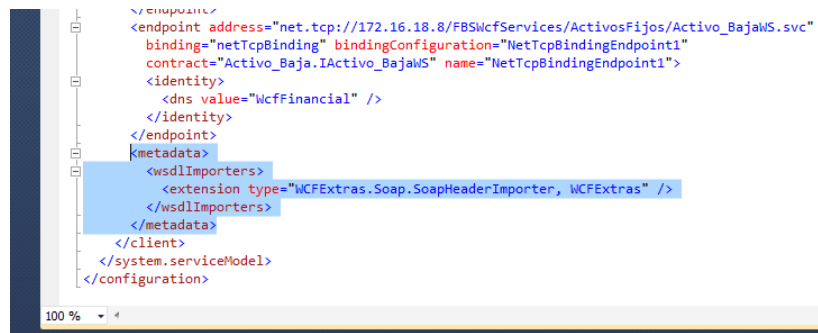 </endpoint>
<endpoint address="net.tcp://172.16.18.8/FBSWcfServices/ActivosFijos/Activo_BajaWS.svc"
binding="netTcpBinding" bindingConfiguration="NetTcpBindingEndpoint1"
contract="Activo_Baja.IActivo_BajaWS" name="NetTcpBindingEndpoint1">
<identity>
<dns value="WcfFinancial" />
</identity>
</endpoint>
<metadata>
<wsdlImporters>
<extension type="WCFExtras.Soap.SoapHeaderImporter, WCFExtras" />
</wsdlImporters>
</metadata>
</client>
</system.serviceModel>
</configuration>
100 %